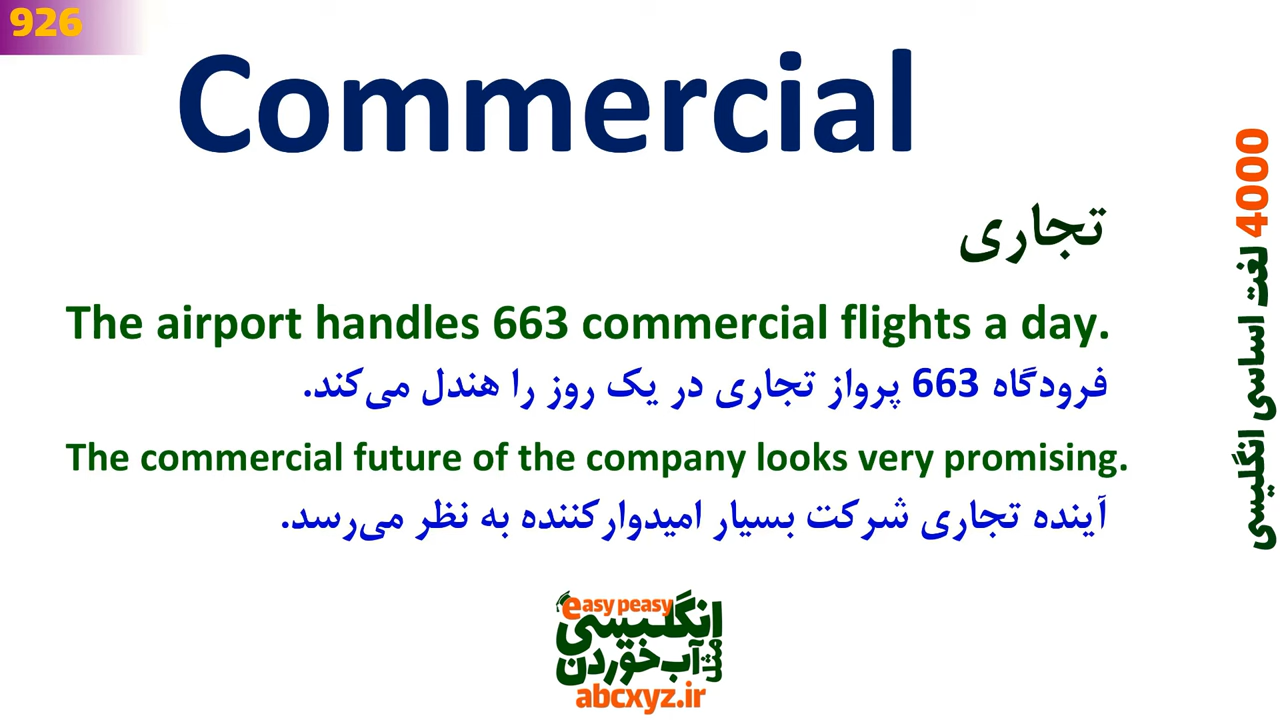 926
Commercial
تجاری
The airport handles 663 commercial flights a day.
فرودگاه 663 پرواز تجاری در یک روز را هندل می‌کند.
The commercial future of the company looks very promising.
آینده تجاری شرکت بسیار امیدوارکننده به نظر می‌رسد.
4000 لغت اساسی انگلیسی
easy peasy
انگلیسی
مثل آب خوردن
abcxyz.ir